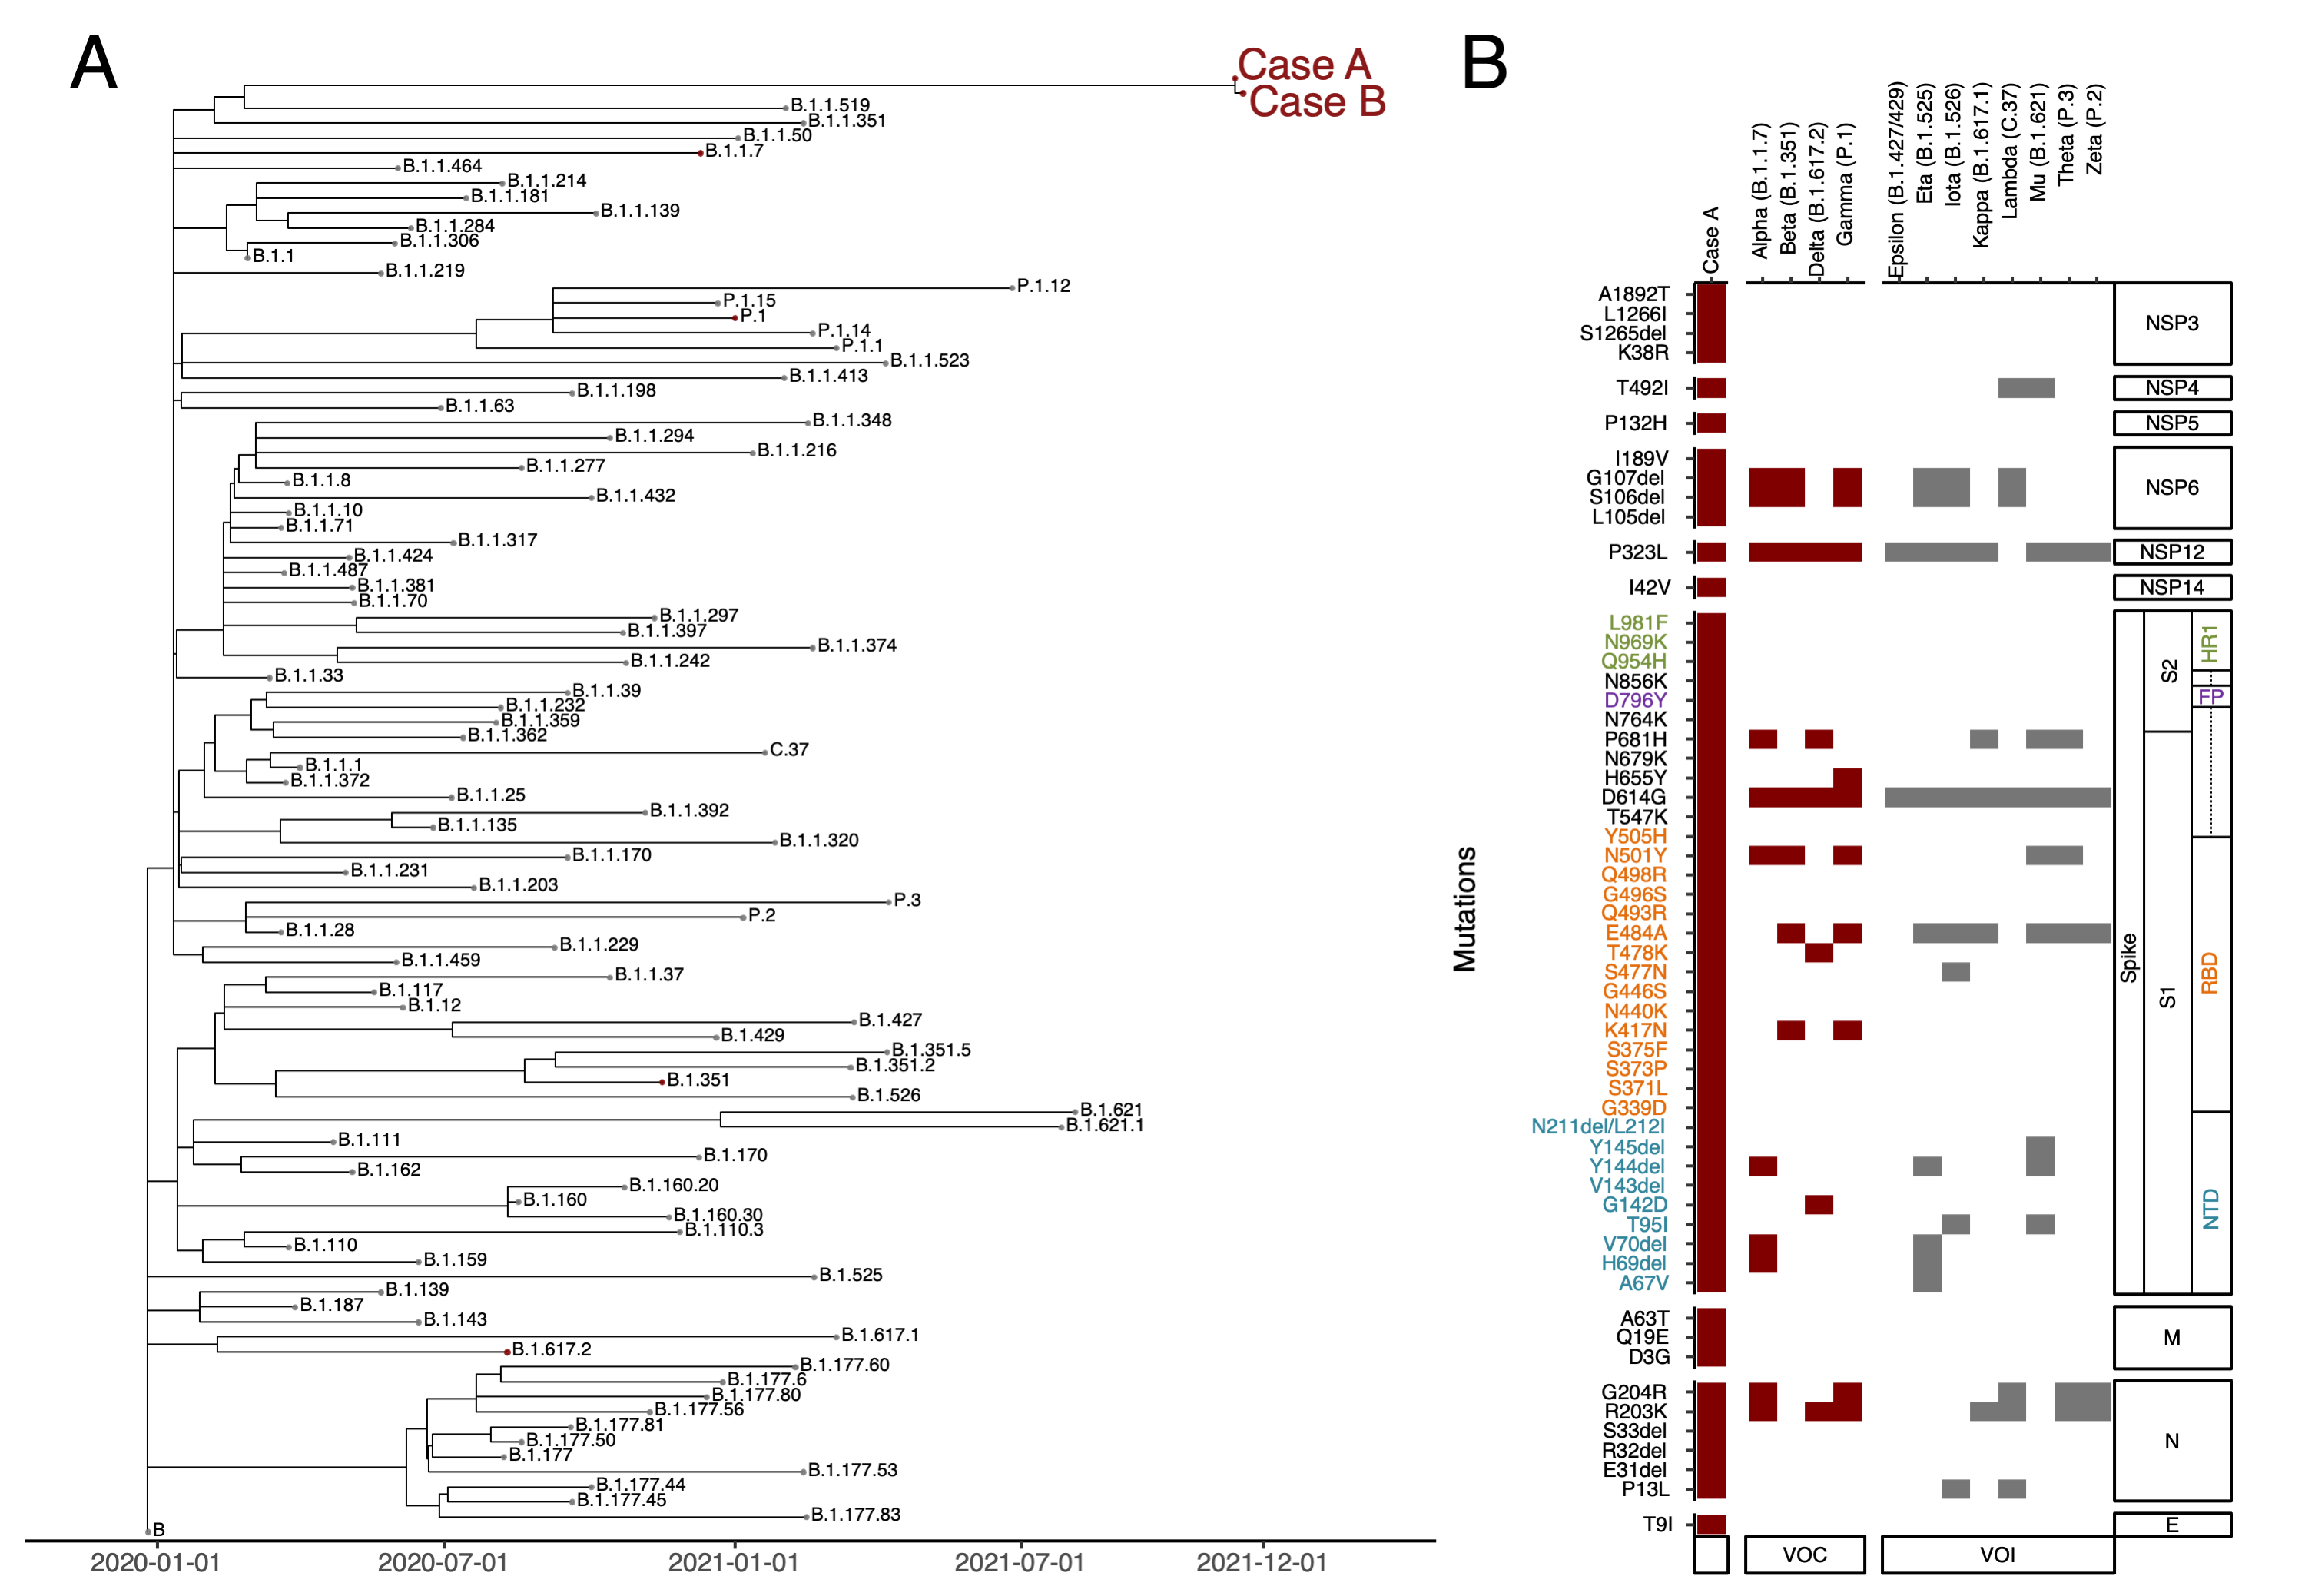 A
Case A
Case B
B.1.1.519
B.1.1.351
B.1.1.50
B.1.1.7
B.1.1.464
B.1.1.214
B.1.1.181
B.1.1.139
B.1.1.284
B.1.1.306
B.1.1
B.1.1.219
P.1.12
P.1.15
P.1
P.1.14
P.1.1
B.1.1.523
B.1.1.413
B.1.1.198
B.1.1.63
B.1.1.348
B.1.1.294
B.1.1.216
B.1.1.277
B.1.1.8
B.1.1.432
B.1.1.10
B.1.1.71
B.1.1.317
B.1.1.424
B.1.1.487
B.1.1.381
B.1.1.70
B.1.1.297
B.1.1.397
B.1.1.374
B.1.1.242
B.1.1.33
B.1.1.39
B.1.1.232
B.1.1.359
B.1.1.362
C.37
B.1.1.1
B.1.1.372
B.1.1.25
B.1.1.392
B.1.1.135
B.1.1.320
B.1.1.170
B.1.1.231
B.1.1.203
P.3
P.2
B.1.1.28
B.1.1.229
B.1.1.459
B.1.1.37
B.1.117
B.1.12
B.1.427
B.1.429
B.1.351.5
B.1.351.2
B.1.351
B.1.526
B.1.621
B.1.621.1
B.1.111
B.1.170
B.1.162
B.1.160.20
B.1.160
B.1.160.30
B.1.110.3
B.1.110
B.1.159
B.1.525
B.1.139
B.1.187
B.1.143
B.1.617.1
B.1.617.2
B.1.177.60
B.1.177.6
B.1.177.80
B.1.177.56
B.1.177.81
B.1.177.50
B.1.177
B.1.177.53
B.1.177.44
B.1.177.45
B.1.177.83
B
2020-01-01
2020-07-01
2021-01-01
2021-07-01
2021-12-01
B
Case A
Alpha (B.1.1.7)
Beta (B.1.351)
Delta (B.1.617.2)
Gamma (P.1)
Epsilon (B.1.427/429)
Eta (B.1.525)
Iota (B.1.526)
Kappa (B.1.617.1)
Lambda (C.37)
Mu (B.1.621)
Theta (P.3)
Zeta (P.2)
Mutations
A1892T
L1266I
S1265del
K38R
T492I
P132H
I189V
G107del
S106del
L105del
P323L
I42V
L981F
N969K
Q954H
N856K
D796Y
N764K
P681H
N679K
H655Y
D614G
T547K
Y505H
N501Y
Q498R
G496S
Q493R
E484A
T478K
S477N
G446S
N440K
K417N
S375F
S373P
S371L
G339D
N211del/L212I
Y145del
Y144del
V143del
G142D
T95I
V70del
H69del
A67V
A63T
Q19E
D3G
G204R
R203K
S33del
R32del
E31del
P13L
T9I
NSP3
NSP4
NSP5
NSP6
NSP12
NSP14
Spike
S2
S1
HR1
FP
RBD
NTD
M
N
E
VOC
VOI